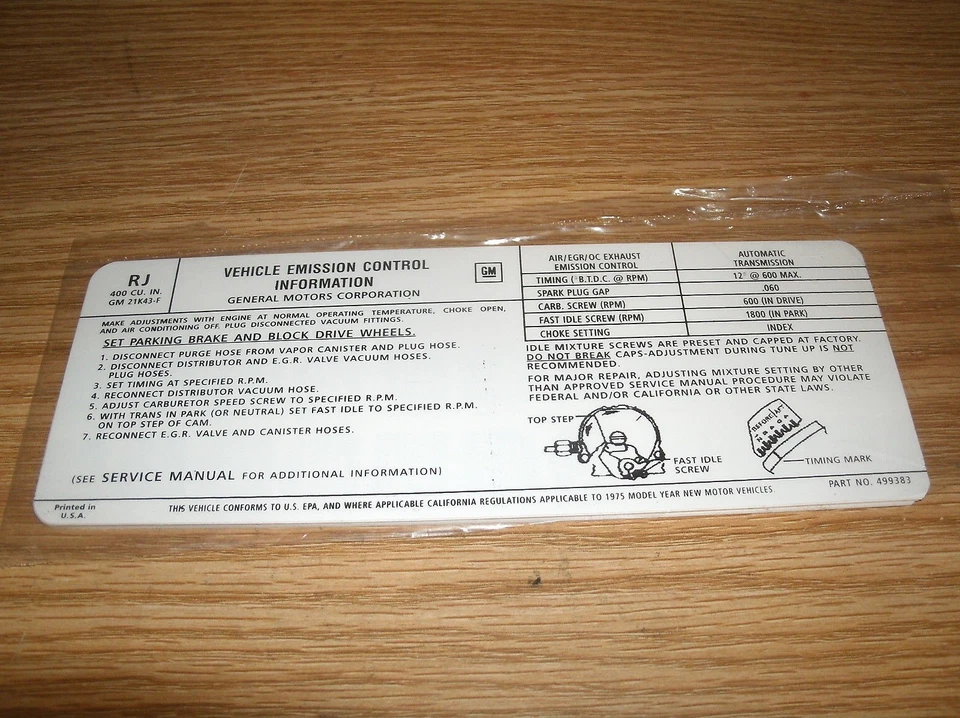 RJ
400 CU. IN.
GM 21K43-F
VEHICLE EMISSION CONTROL
INFORMATION
GENERAL MOTORS CORPORATION
GM
MAKE ADJUSTMENTS WITH ENGINE AT NORMAL OPERATING TEMPERATURE, CHOKE OPEN,
AND AIR CONDITIONING OFF. PLUG DISCONNECTED VACUUM FITTINGS.
SET PARKING BRAKE AND BLOCK DRIVE WHEELS.
1. DISCONNECT PURGE HOSE FROM VAPOR CANISTER AND PLUG HOSE.
2. DISCONNECT DISTRIBUTOR AND E.G.R. VALVE VACUUM HOSES.
PLUG HOSES.
3. SET TIMING AT SPECIFIED R.P.M.
4. RECONNECT DISTRIBUTOR VACUUM HOSE.
5. ADJUST CARBURETOR SPEED SCREW TO SPECIFIED R.P.M.
6. WITH TRANS IN PARK (OR NEUTRAL) SET FAST IDLE TO SPECIFIED R.P.M.
ON TOP STEP OF CAM.
7. RECONNECT E.G.R. VALVE AND CANISTER HOSES.
(SEE SERVICE MANUAL FOR ADDITIONAL INFORMATION)
AIR/EGR/OC EXHAUST
EMISSION CONTROL
AUTOMATIC
TRANSMISSION
TIMING (°B.T.D.C. @ RPM) 12° @ 600 MAX.
SPARK PLUG GAP .060
CARB. SCREW (RPM) 600 (IN DRIVE)
FAST IDLE SCREW (RPM) 1800 (IN PARK)
CHOKE SETTING INDEX
IDLE MIXTURE SCREWS ARE PRESET AND CAPPED AT FACTORY.
DO NOT BREAK CAPS-ADJUSTMENT DURING TUNE UP IS NOT
RECOMMENDED.
FOR MAJOR REPAIR, ADJUSTING MIXTURE SETTING BY OTHER
THAN APPROVED SERVICE MANUAL PROCEDURE MAY VIOLATE
FEDERAL AND/OR CALIFORNIA OR OTHER STATE LAWS.
TOP STEP
FAST IDLE
SCREW
BEFORE
TIMING MARK
PART NO. 499383
Printed in
U.S.A.
THIS VEHICLE CONFORMS TO U.S. EPA, AND WHERE APPLICABLE CALIFORNIA REGULATIONS APPLICABLE TO 1975 MODEL YEAR NEW MOTOR VEHICLES